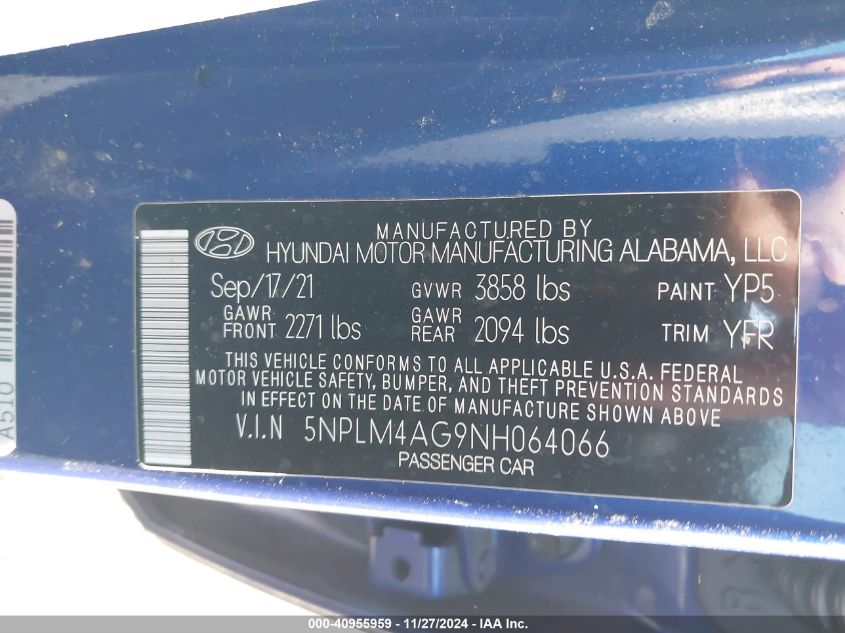 MANUFACTURED BY
HYUNDAI MOTOR MANUFACTURING ALABAMA, LLC
Sep/17/21 GVWR 3858 lbs PAINT YP5
GAWR FRONT 2271 lbs GAWR REAR 2094 lbs TRIM YFR
THIS VEHICLE CONFORMS TO ALL APPLICABLE U.S.A. FEDERAL
MOTOR VEHICLE SAFETY, BUMPER, AND THEFT PREVENTION STANDARDS
IN EFFECT ON THE DATE OF MANUFACTURE SHOWN ABOVE
V.I.N 5NPLM4AG9NH064066
PASSENGER CAR
A510
000-40955959 - 11/27/2024 - IAA Inc.